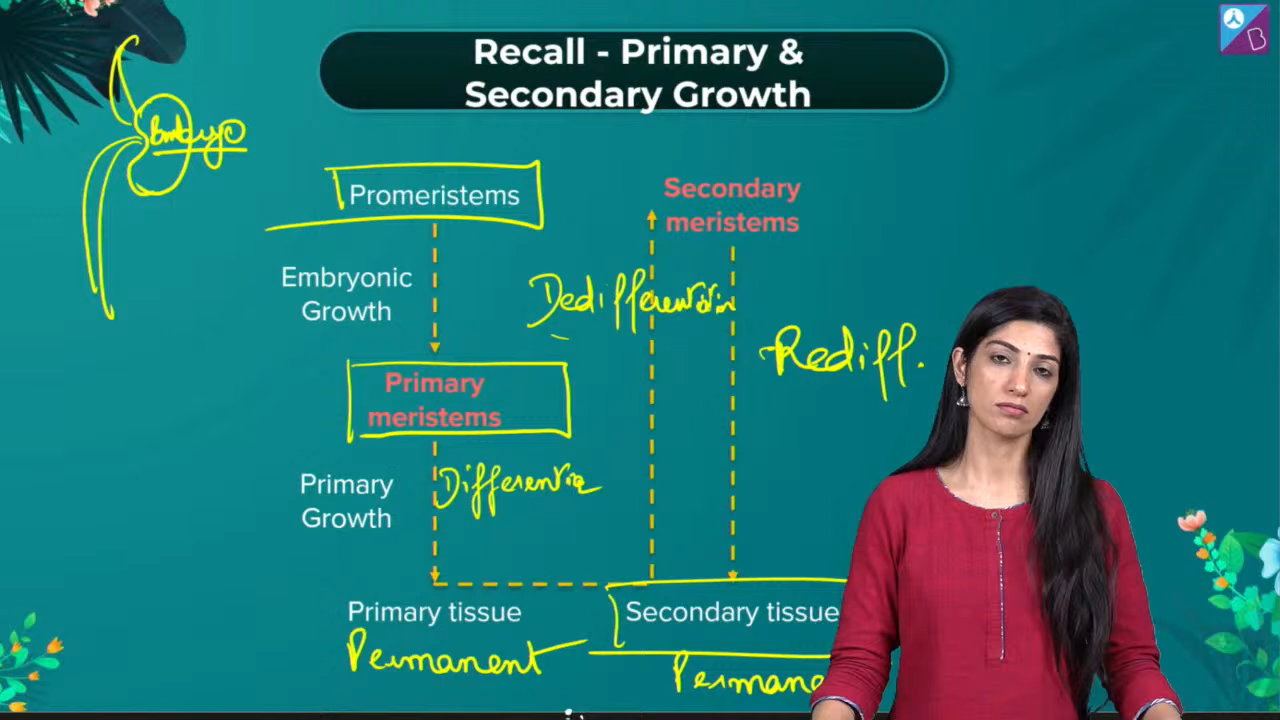 Recall - Primary &
Secondary Growth
Embryo
Promeristems
Secondary
meristems
Embryonic
Growth
Dedifferentiation
Rediff.
Primary
meristems
Primary
Growth
Differentia
Primary tissue
Secondary tissue
Permanent
Permane
B